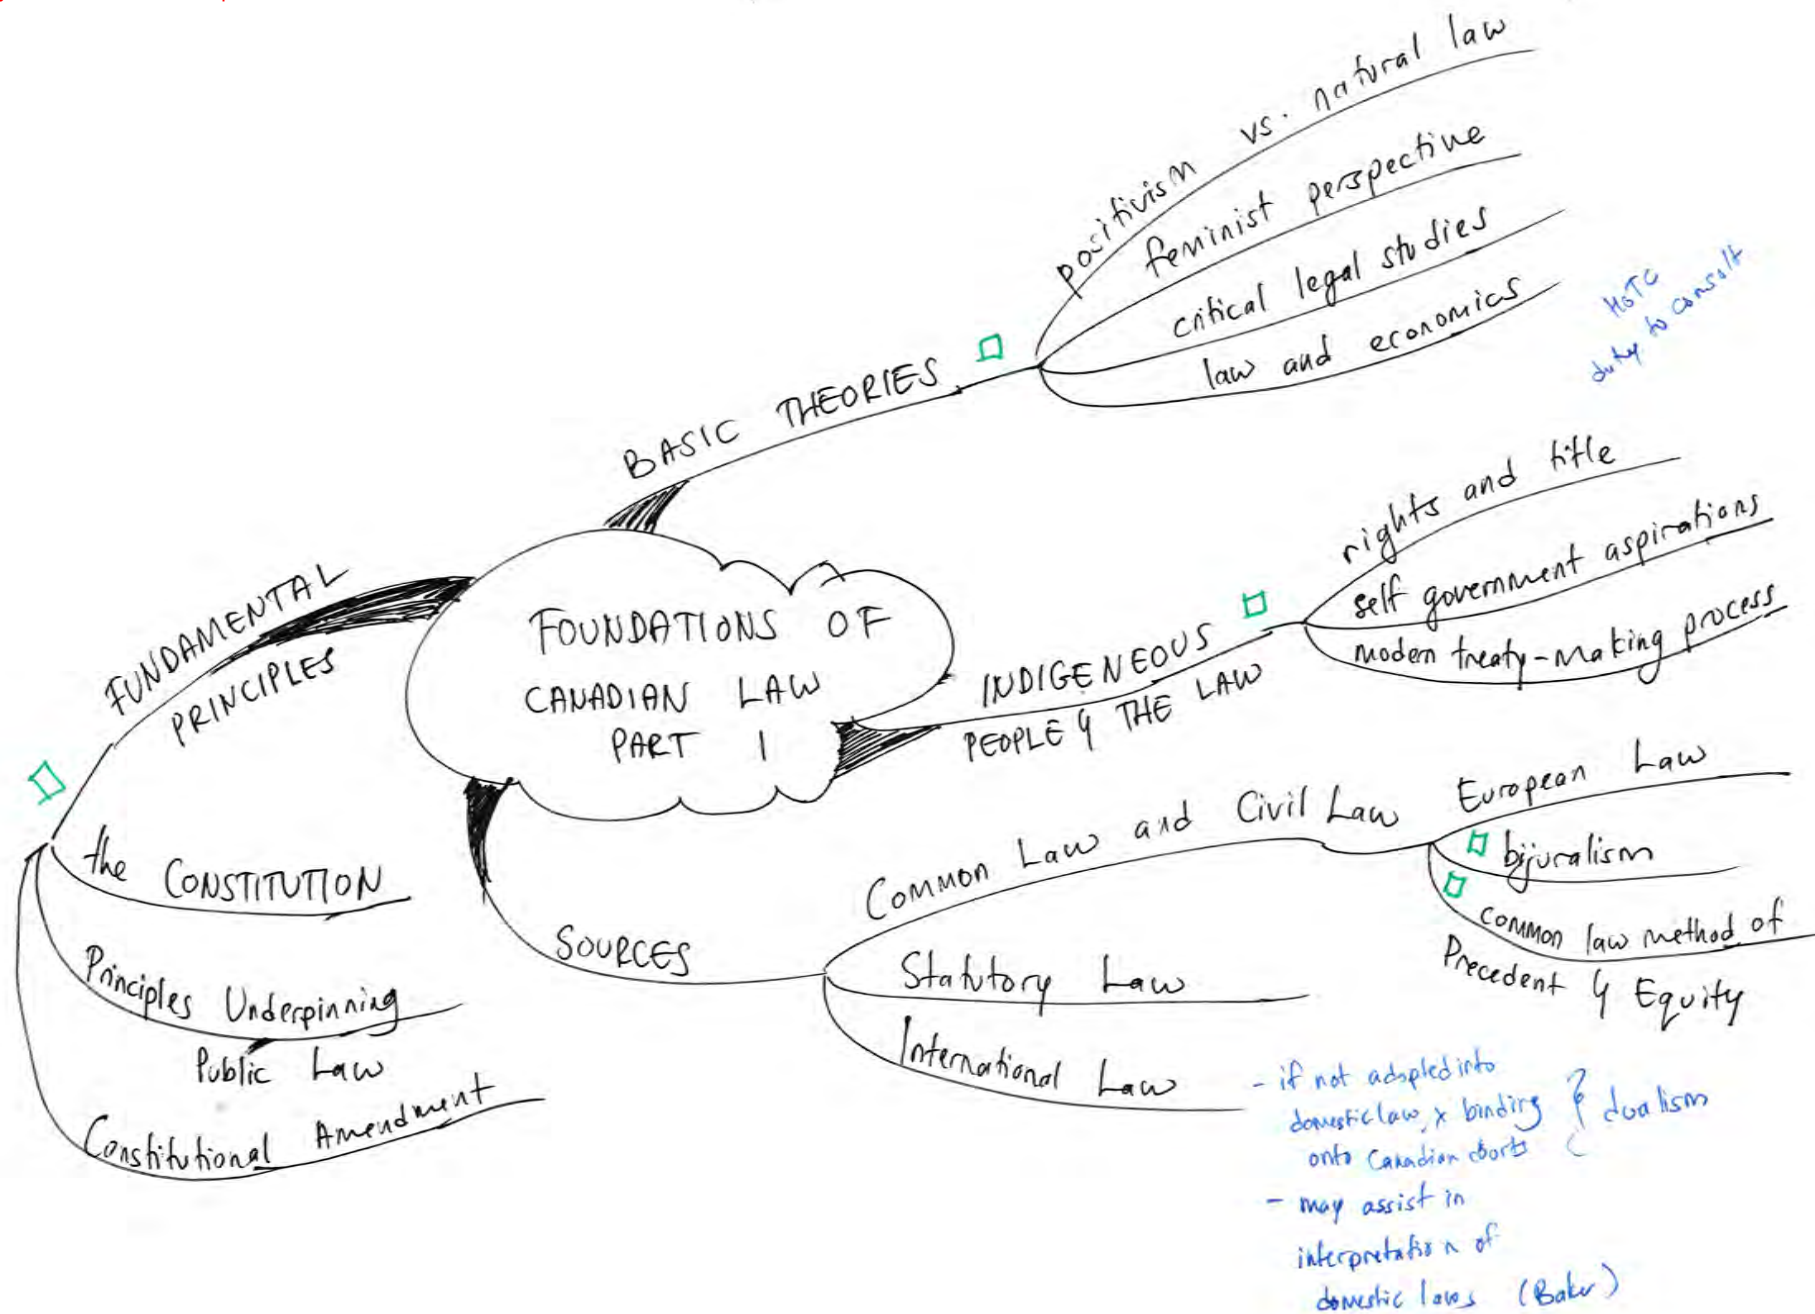 FOUNDATIONS OF
CANADIAN LAW
PART 1
BASIC THEORIES
positivism vs. natural law
feminist perspective
critical legal studies
law and economics
HoTC
duty to consult
INDIGENEOUS
PEOPLE & THE LAW
rights and title
self government aspirations
modern treaty-making process
SOURCES
Common Law and Civil Law
European Law
bijuralism
common law method of
Precedent & Equity
Statutory Law
International Law
- if not adopted into
domestic law, x binding
onto Canadian courts
dualism
- may assist in
interpretation of
domestic laws (Baker)
FUNDAMENTAL
PRINCIPLES
the CONSTITUTION
Principles Underpinning
Public Law
Constitutional Amendment